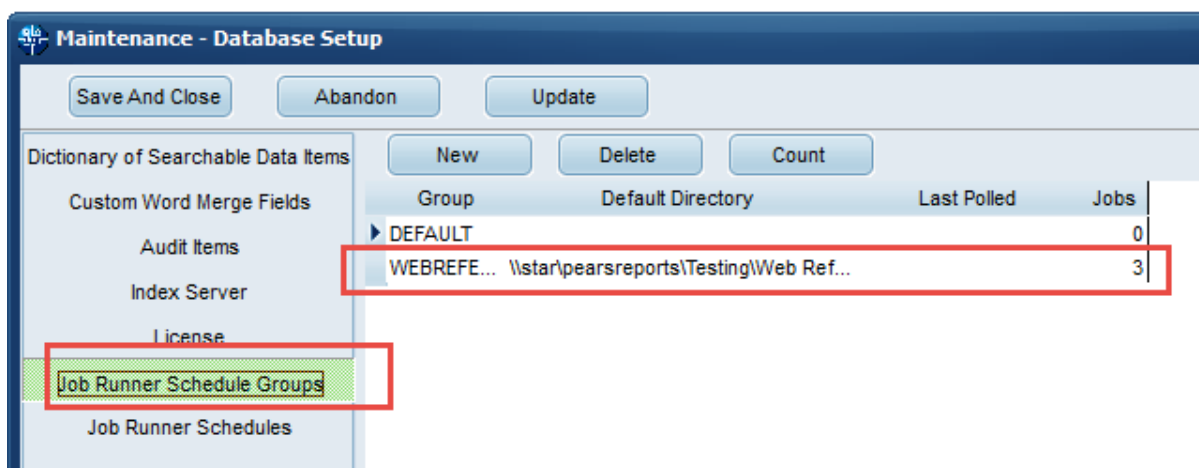 Maintenance - Database Setup
Save And Close Abandon Update
Dictionary of Searchable Data Items
Custom Word Merge Fields
Audit Items
Index Server
License
Job Runner Schedule Groups
Job Runner Schedules
New Delete Count
Group Default Directory Last Polled Jobs
DEFAULT 0
WEBREFE... \\star\pearsreports\Testing\Web Ref... 3